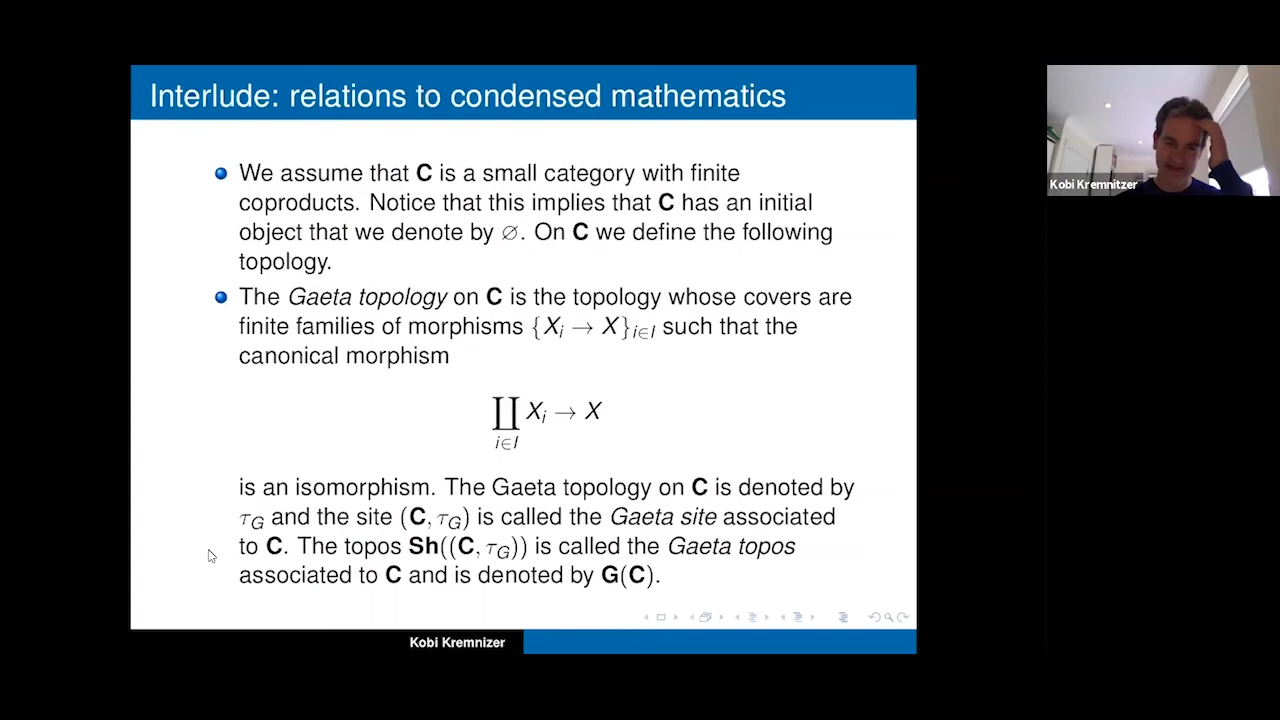 Interlude: relations to condensed mathematics
We assume that C is a small category with finite
coproducts. Notice that this implies that C has an initial
object that we denote by ∅. On C we define the following
topology.
The Gaeta topology on C is the topology whose covers are
finite families of morphisms {X_i → X}_{i∈I} such that the
canonical morphism
∐_{i∈I} X_i → X
is an isomorphism. The Gaeta topology on C is denoted by
τ_G and the site (C, τ_G) is called the Gaeta site associated
to C. The topos Sh((C, τ_G)) is called the Gaeta topos
associated to C and is denoted by G(C).
Kobi Kremnizer
Kobi Kremnitzer